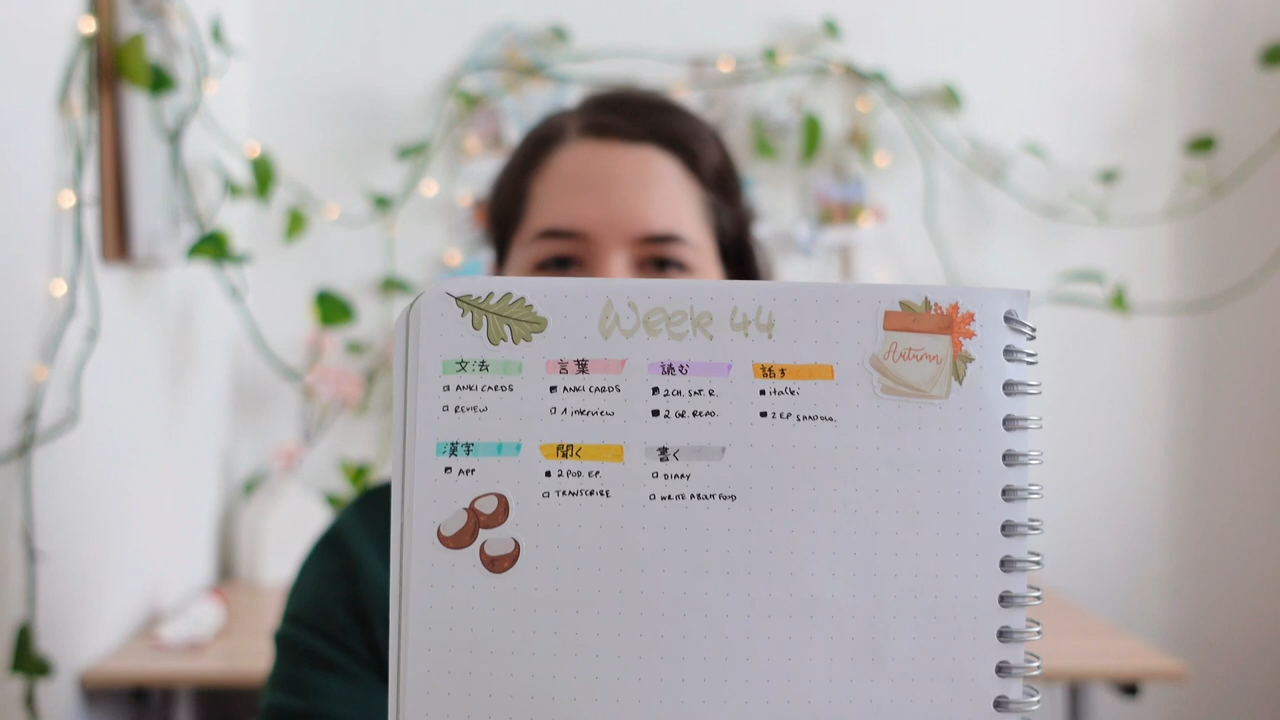 Week 44
Autumn
文法
ANKI CARDS
REVIEW
言葉
ANKI CARDS
1 interview
読む
2 CH. SAT. R.
2 GR. READ.
話す
italki
2 EP SHADOW.
漢字
APP
聞く
2 POD. EP.
TRANSCRIBE
書く
DIARY
WRITE ABOUT FOOD